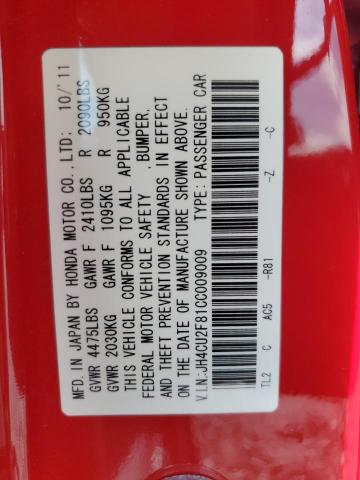 MFD. IN JAPAN BY HONDA MOTOR CO., LTD: 10/'11
GVWR 4475LBS GAWR F 2410LBS R 2090LBS
GVWR 2030KG GAWR F 1095KG R 950KG
THIS VEHICLE CONFORMS TO ALL APPLICABLE
FEDERAL MOTOR VEHICLE SAFETY , BUMPER,
AND THEFT PREVENTION STANDARDS IN EFFECT
ON THE DATE OF MANUFACTURE SHOWN ABOVE.
V.I.N:JH4CU2F81CC009009 TYPE: PASSENGER CAR
TL2 C AC5 -R81 -Z -C